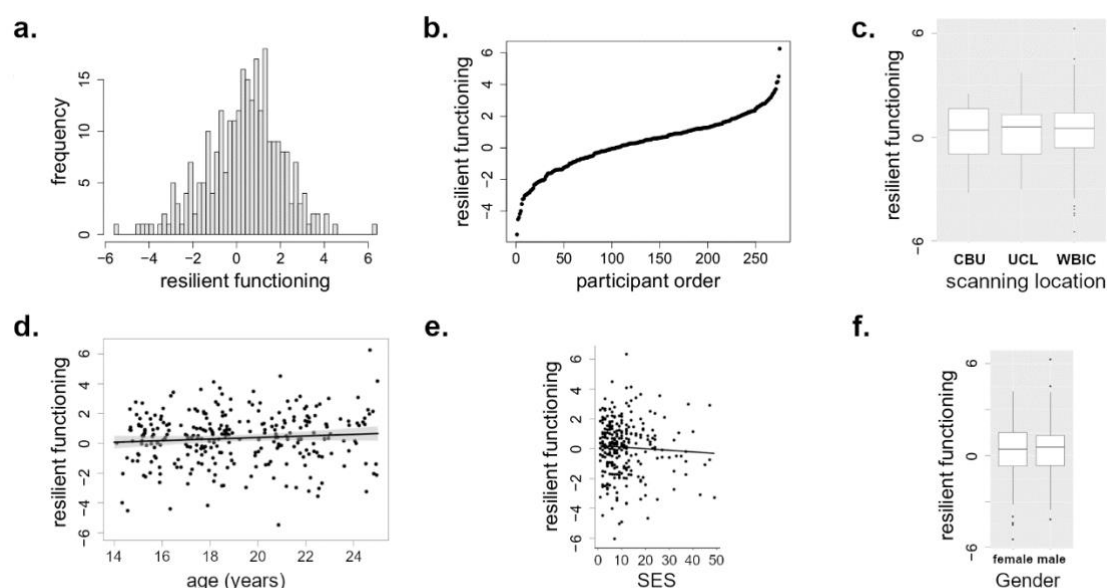 a.
frequency
15
10
5
0
−6 −4 −2 0 2 4 6
resilient functioning
b.
resilient functioning
6
4
2
0
−2
−4
0 50 100 150 200 250
participant order
c.
resilient functioning
6
0
−6
CBU UCL WBIC
scanning location
d.
resilient functioning
6
4
2
0
−2
−4
−6
14 16 18 20 22 24
age (years)
e.
resilient functioning
6
4
2
0
−2
−4
−6
0 10 20 30 40 50
SES
f.
resilient functioning
6
0
−6
female male
Gender